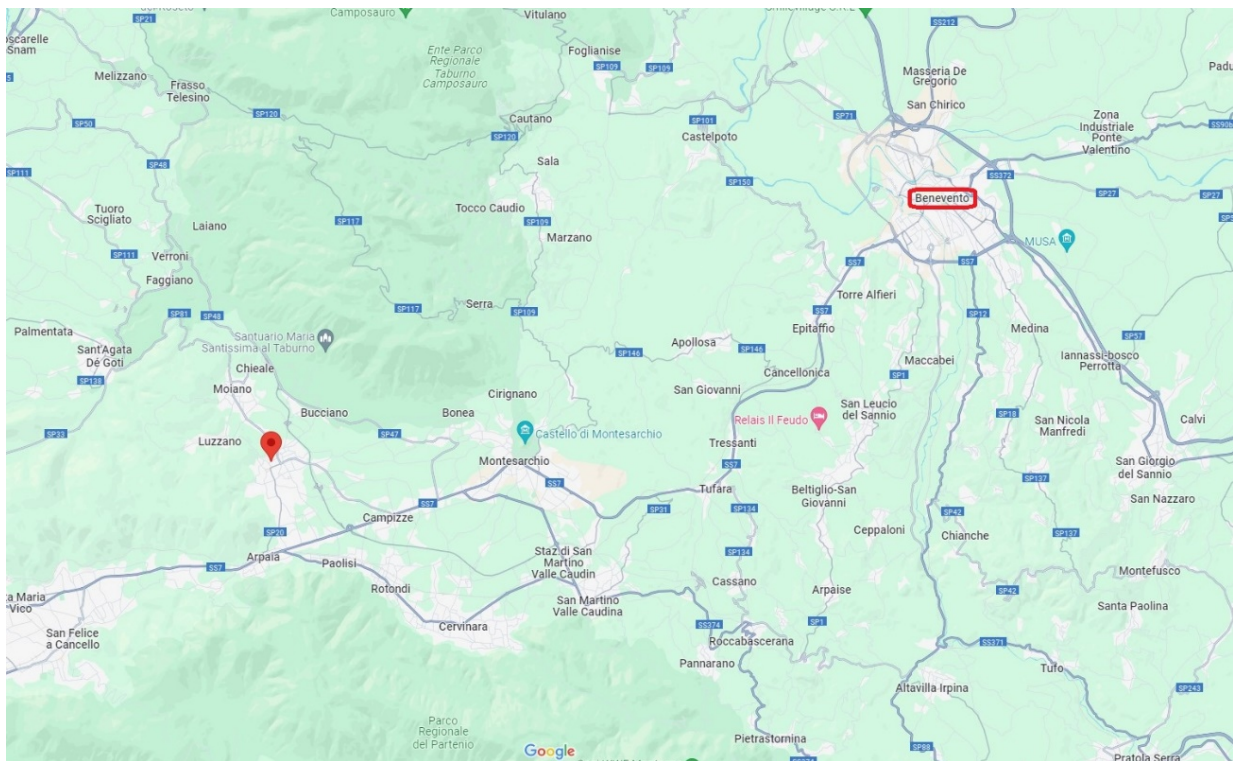 Camposauro
Vitulano
SP21
SS212
Foglianise
Ente Parco
Regionale
Taburno
Camposauro
SP109
SP109
Masseria De
Gregorio
Melizzano
Frasso
Telesino
San Chirico
Zona
Industriale
Ponte
Valentino
SP120
Cautano
SP101
SP71
SP50
SP120
Castelpoto
SS90b
SP111
SP48
Sala
SP150
SS372
SP27
SP27
Benevento
Tuoro
Scigliato
Tocco Caudio
SP109
Laiano
SP117
Marzano
MUSA
SP111
Verroni
SS7
SS7
Faggiano
Torre Alfieri
Serra
SP117
SP109
SS7
SP12
SP81
SP48
Palmentata
Santuario Maria
Santissima al Taburno
Epitaffio
Medina
SP57
Sant'Agata
Dé Goti
Apollosa
SP146
SP146
Iannassi-bosco
Perrotta
Chieale
Maccabei
SP138
Cancellonica
SP1
Moiano
Cirignano
San Giovanni
San Leucio
del Sannio
Bucciano
Bonea
Relais Il Feudo
SP18
San Nicola
Manfredi
Calvi
SP33
SP47
Castello di Montesarchio
Luzzano
Tressanti
Montesarchio
SS7
San Giorgio
del Sannio
SS7
Tufara
Beltiglio-San
Giovanni
SP137
San Nazzaro
SS7
SP31
SP134
SP42
Campizze
Ceppaloni
Chianche
SP137
SP20
Arpaia
Paolisi
Staz di San
Martino
Valle Caudin
SP134
SS7
Montefusco
Rotondi
Cassano
Arpaise
SP42
San Martino
Valle Caudina
Santa Paolina
ta Maria
Vico
San Felice
a Cancello
Cervinara
SS374
SP1
Roccabascerana
SS371
Pannarano
Tufo
Altavilla Irpina
SP243
Parco
Regionale
del Partenio
Pietrastornina
Google
SP88
Pratola Serra